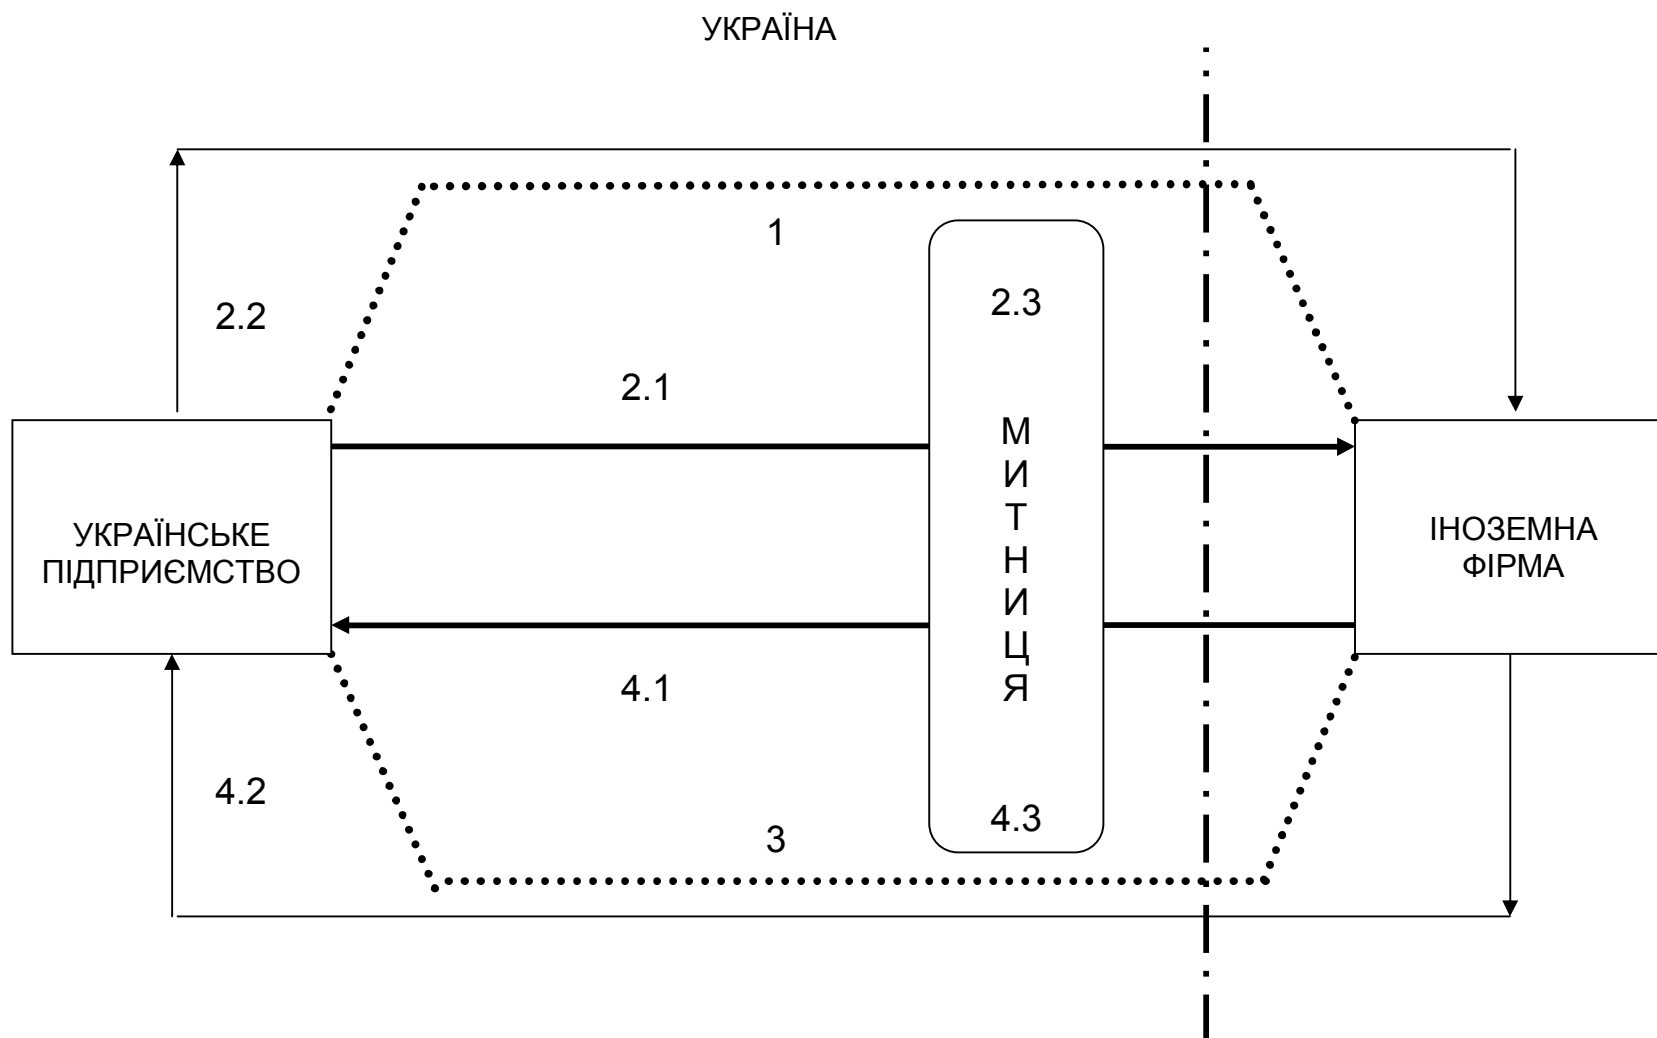 УКРАЇНА
1
2.3
2.2
2.1
М
И
Т
Н
И
Ц
Я
УКРАЇНСЬКЕ
ПІДПРИЄМСТВО
ІНОЗЕМНА
ФІРМА
4.1
4.2
4.3
3